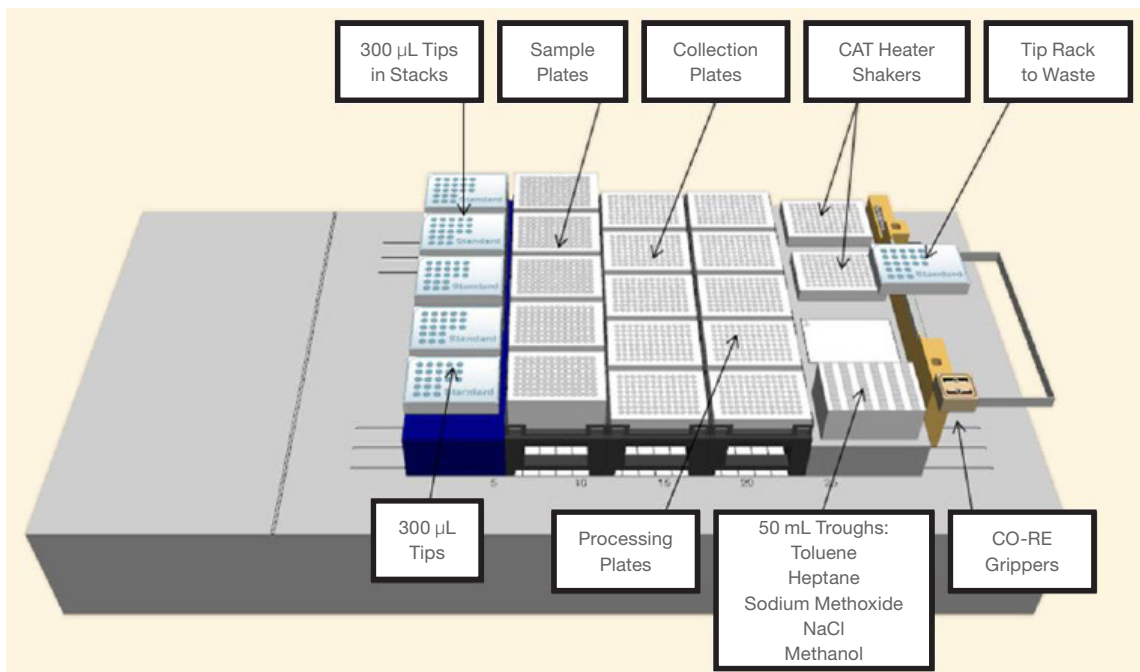 300 µL Tips
in Stacks
Sample
Plates
Collection
Plates
CAT Heater
Shakers
Tip Rack
to Waste
Standard
Standard
Standard
Standard
Standard
Standard
5
10
15
20
300 µL
Tips
Processing
Plates
50 mL Troughs:
Toluene
Heptane
Sodium Methoxide
NaCl
Methanol
CO-RE
Grippers